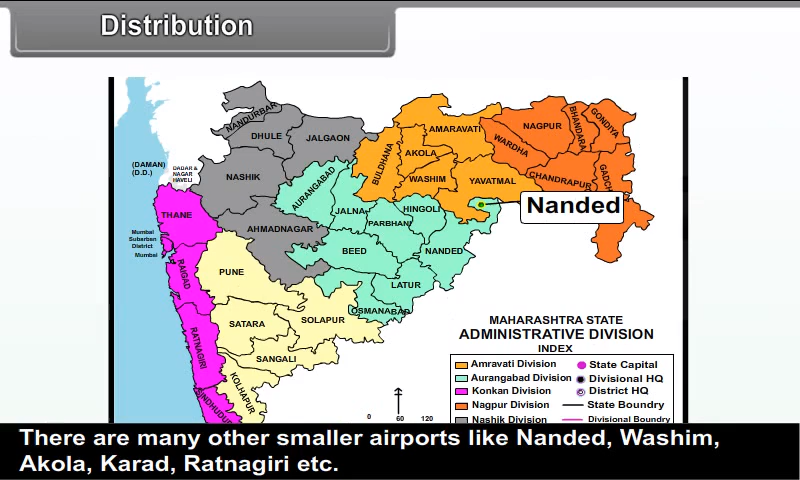 Distribution
NANDURBAR
DHULE
JALGAON
NASHIK
BULDHANA
AKOLA
AMARAVATI
WASHIM
YAVATMAL
WARDHA
NAGPUR
BHANDARA
GONDIYA
CHANDRAPUR
GADCH
(DAMAN)
(D.D.)
DADAR &
NAGAR
HAVELI
AURANGABAD
JALNA
PARBHANI
HINGOLI
Nanded
THANE
AHMADNAGAR
Mumbai
Suburban
District
Mumbai
BEED
NANDED
RAIGAD
PUNE
LATUR
OSMANABAD
SATARA
SOLAPUR
RATNAGIRI
SANGALI
KOLHAPUR
SINDHUDUR
MAHARASHTRA STATE
ADMINISTRATIVE DIVISION
INDEX
Amravati Division
State Capital
Aurangabad Division
Divisional HQ
Konkan Division
District HQ
Nagpur Division
State Boundry
Nashik Division
Divisional Boundry
0 60 120
There are many other smaller airports like Nanded, Washim,
Akola, Karad, Ratnagiri etc.